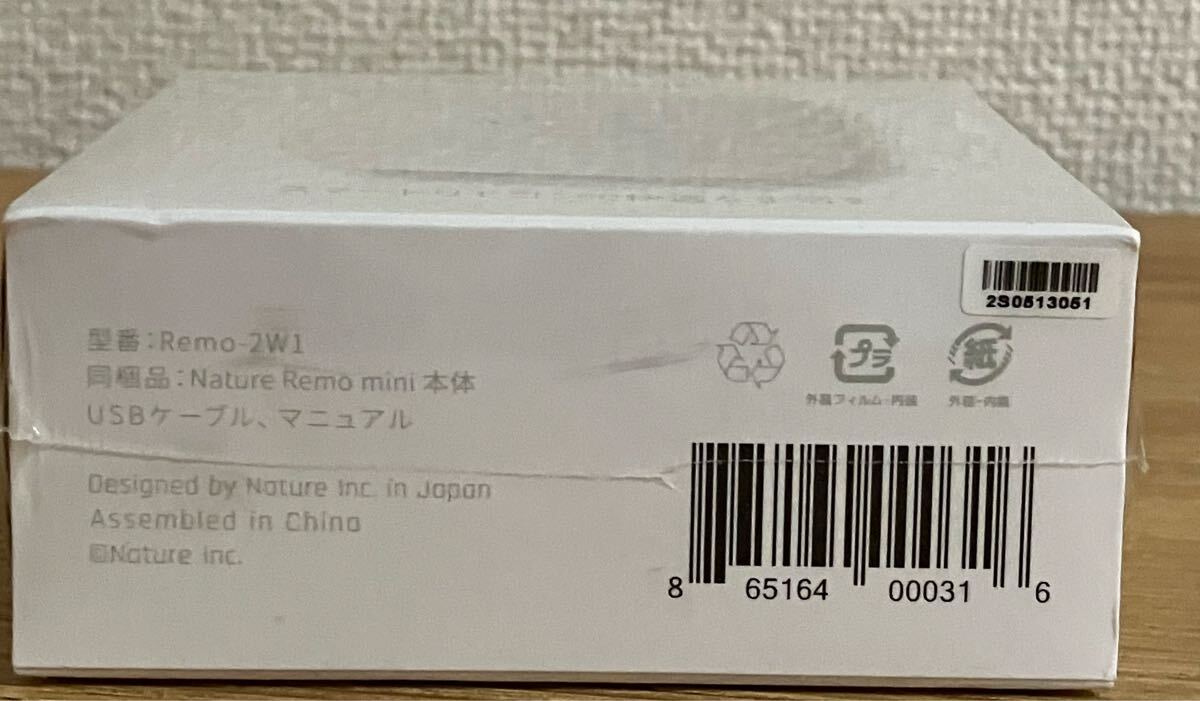 2S0513051
型番：Remo-2W1
同梱品：Nature Remo mini 本体
USBケーブル、マニュアル
プラ
紙
外装フィルム・内装
外箱・内箱
Designed by Nature Inc. in Japan
Assembled in China
©Nature Inc.
8 65164 00031 6